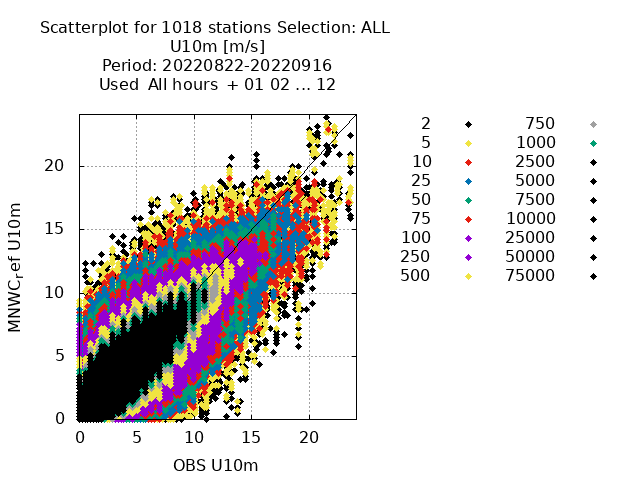 Scatterplot for 1018 stations Selection: ALL
U10m [m/s]
Period: 20220822-20220916
Used All hours + 01 02 ... 12
2 750
5 1000
10 2500
25 5000
50 7500
75 10000
100 25000
250 50000
500 75000
20
15
10
5
0
MNWC,ref U10m
0 5 10 15 20
OBS U10m